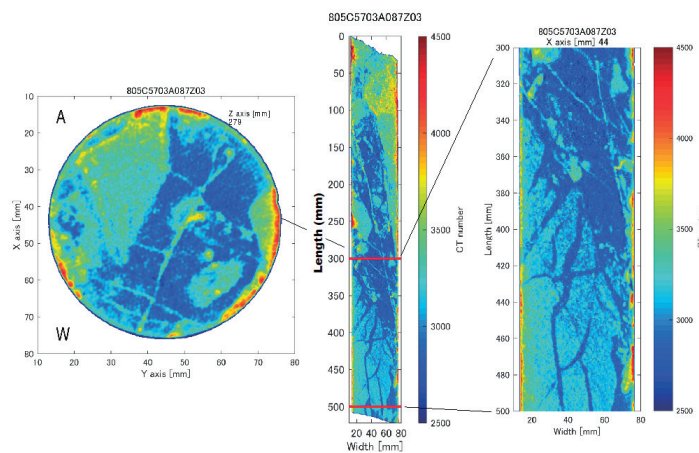 805C5703A087Z03
A
Z axis [mm]
279
W
10
20
30
40
50
60
70
80
X axis [mm]
10 20 30 40 50 60 70 80
Y axis [mm]
805C5703A087Z03
0
50
100
150
200
250
300
350
400
450
500
Length (mm)
20 40 60 80
Width [mm]
4500
4000
3500
3000
2500
CT number
805C5703A087Z03
X axis [mm] 44
300
320
340
360
380
400
420
440
460
480
500
Length [mm]
20 40 60 80
Width [mm]
4500
4000
3500
3000
2500